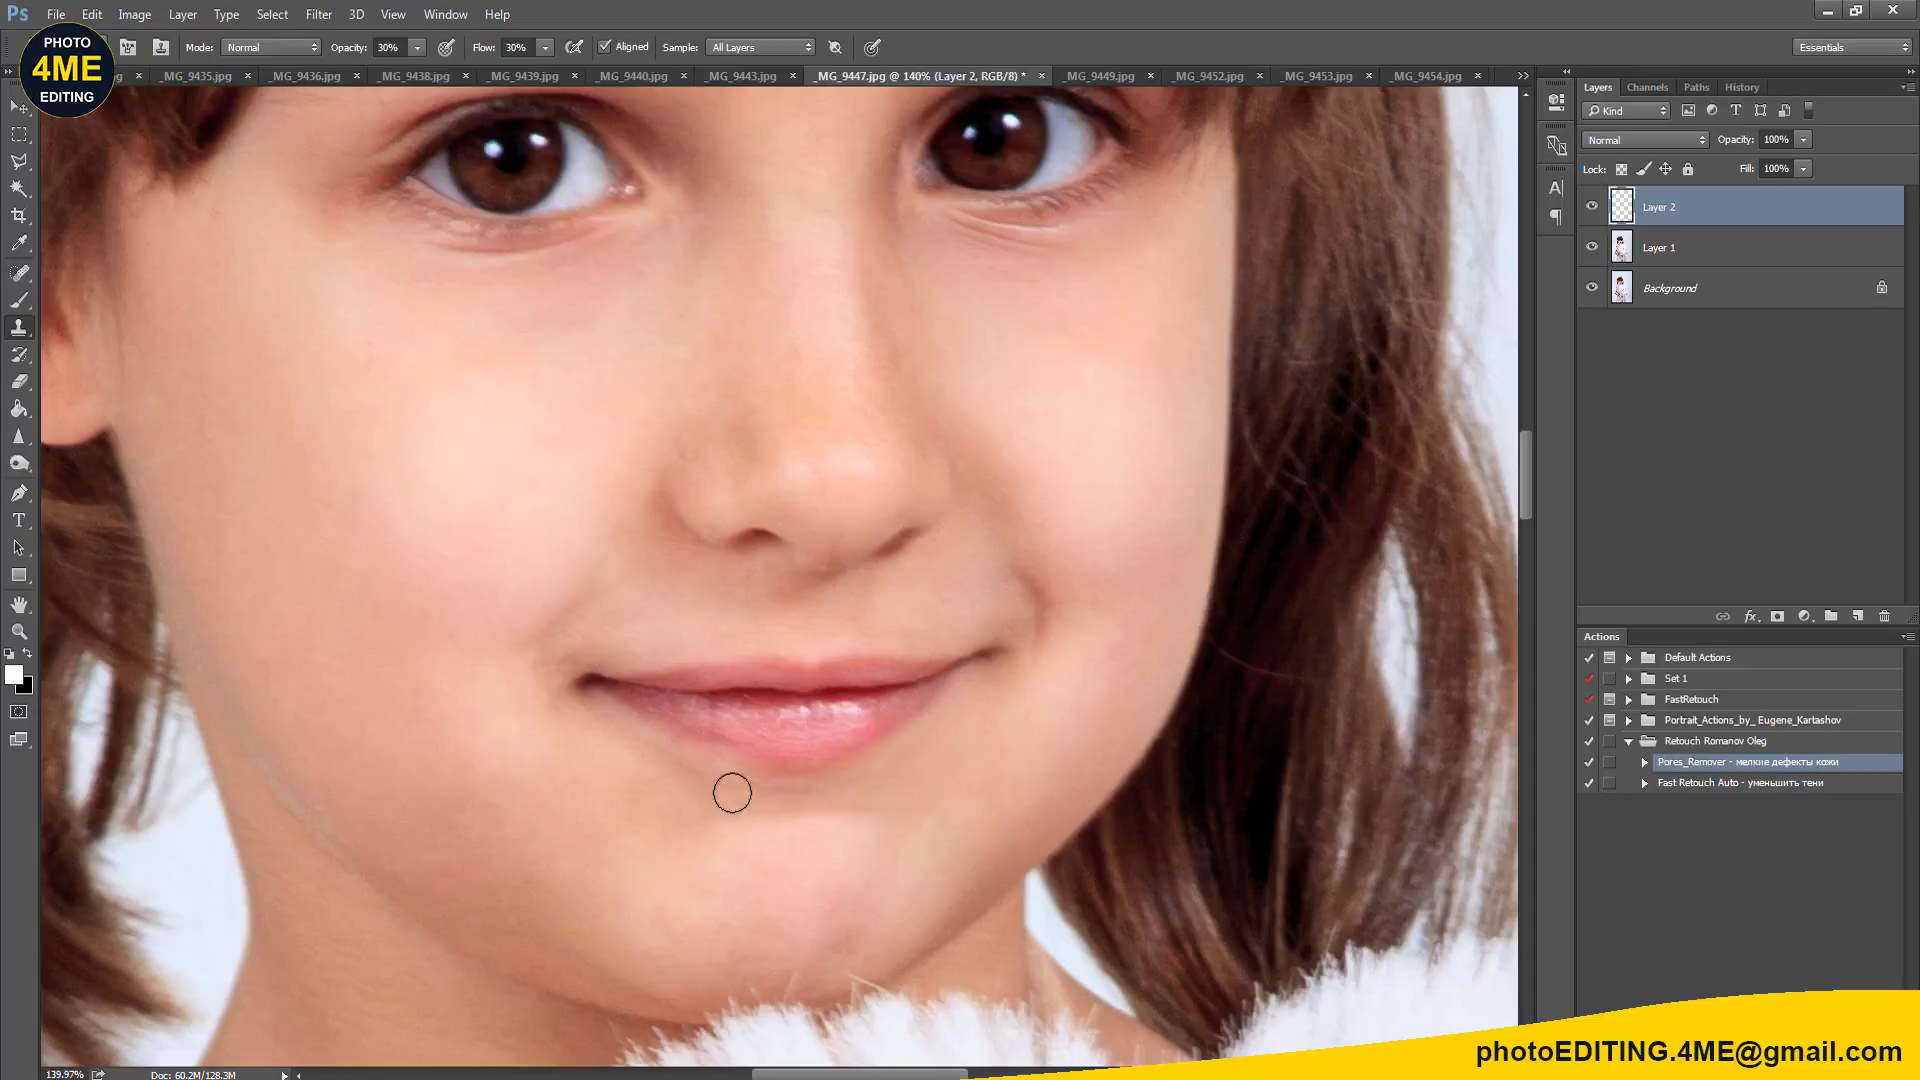 Ps File Edit Image Layer Type Select Filter 3D View Window Help
PHOTO
4ME
EDITING
Mode: Normal Opacity: 30% Flow: 30% Aligned Sample: All Layers Essentials
_MG_9435.jpg _MG_9436.jpg _MG_9438.jpg _MG_9439.jpg _MG_9440.jpg _MG_9443.jpg _MG_9447.jpg @ 140% (Layer 2, RGB/8) * _MG_9449.jpg _MG_9452.jpg _MG_9453.jpg _MG_9454.jpg
Layers Channels Paths History
Kind
Normal Opacity: 100%
Lock: Fill: 100%
Layer 2
Layer 1
Background
fx
Actions
Default Actions
Set 1
FastRetouch
Portrait_Actions_by_ Eugene_Kartashov
Retouch Romanov Oleg
Pores_Remover - мелкие дефекты кожи
Fast Retouch Auto - уменьшить тени
139.97% Doc: 60.2M/128.3M
photoEDITING.4ME@gmail.com